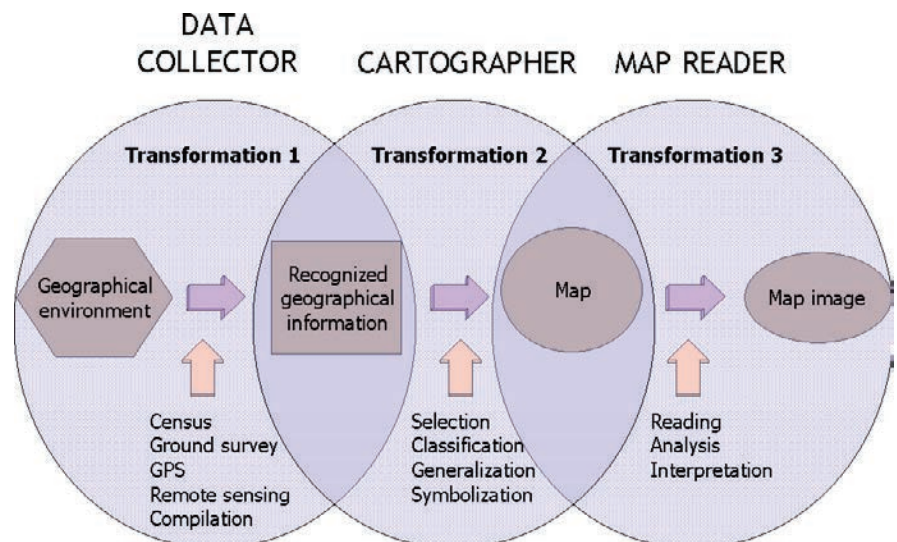 DATA
COLLECTOR
CARTOGRAPHER
MAP READER
Transformation 1
Transformation 2
Transformation 3
Geographical
environment
Recognized
geographical
information
Map
Map image
Census
Ground survey
GPS
Remote sensing
Compilation
Selection
Classification
Generalization
Symbolization
Reading
Analysis
Interpretation